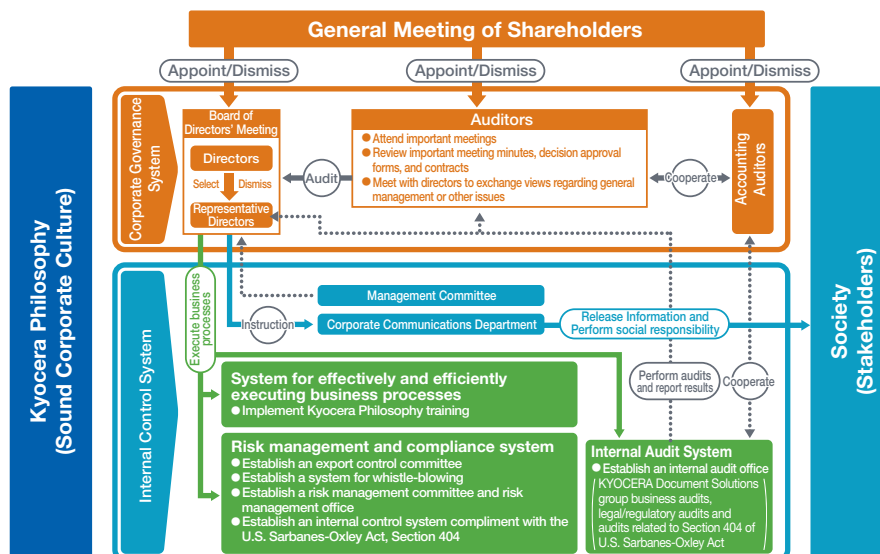 General Meeting of Shareholders
Appoint/Dismiss
Appoint/Dismiss
Appoint/Dismiss
Kyocera Philosophy
(Sound Corporate Culture)
Corporate Governance
System
Board of
Directors' Meeting
Directors
Select
Dismiss
Representative
Directors
Audit
Auditors
● Attend important meetings
● Review important meeting minutes, decision approval
forms, and contracts
● Meet with directors to exchange views regarding general
management or other issues
Cooperate
Accounting
Auditors
Society
(Stakeholders)
Internal Control System
Execute business
processes
Management Committee
Instruction
Corporate Communications Department
Release Information and
Perform social responsibility
System for effectively and efficiently
executing business processes
● Implement Kyocera Philosophy training
Perform audits
and report results
Cooperate
Risk management and compliance system
● Establish an export control committee
● Establish a system for whistle-blowing
● Establish a risk management committee and risk
management office
● Establish an internal control system compliment with the
U.S. Sarbanes-Oxley Act, Section 404
Internal Audit System
● Establish an internal audit office
(KYOCERA Document Solutions
group business audits,
legal/regulatory audits and
audits related to Section 404 of
U.S. Sarbanes-Oxley Act)